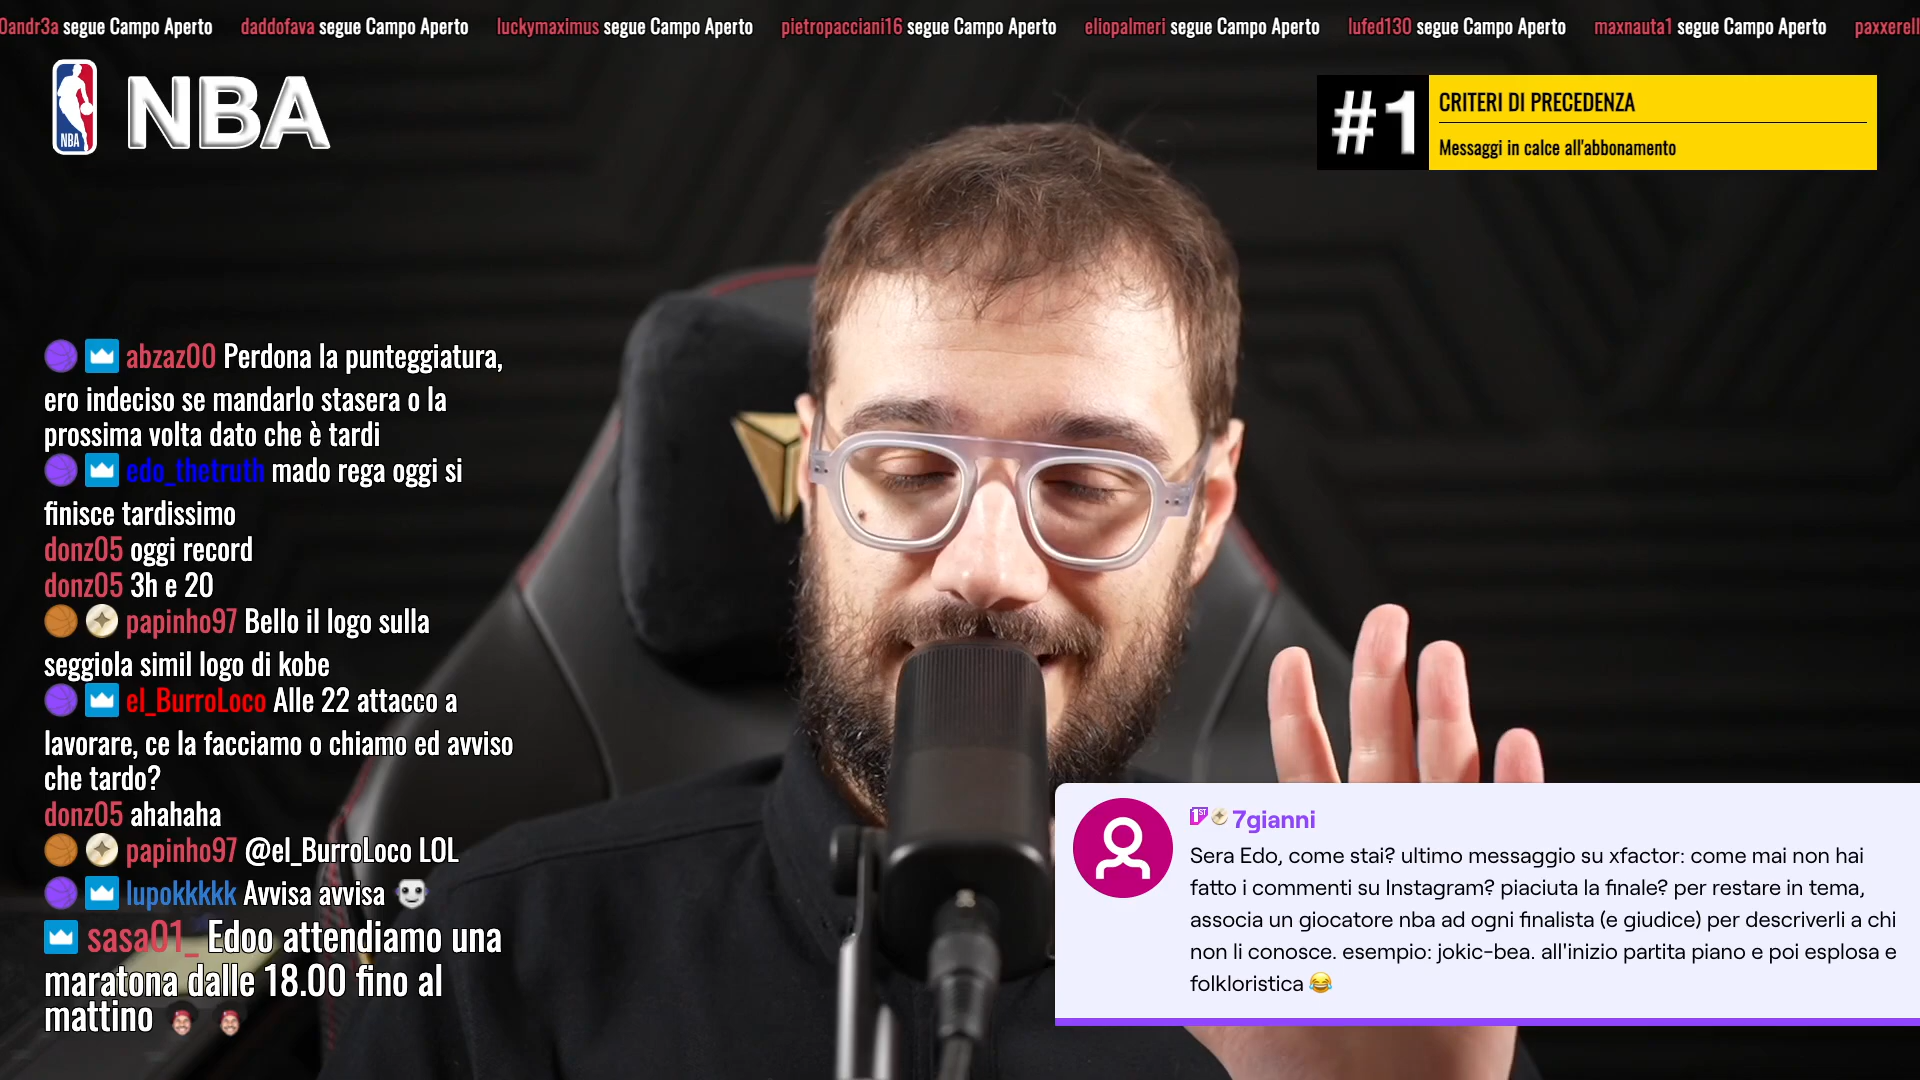 0andr3a segue Campo Aperto daddofava segue Campo Aperto luckymaximus segue Campo Aperto pietropacciani16 segue Campo Aperto eliopalmeri segue Campo Aperto lufed130 segue Campo Aperto maxnauta1 segue Campo Aperto paxxerell
NBA NBA
#1 CRITERI DI PRECEDENZA
Messaggi in calce all'abbonamento
abzaz00 Perdona la punteggiatura,
ero indeciso se mandarlo stasera o la
prossima volta dato che è tardi
edo_thetruth mado rega oggi si
finisce tardissimo
donz05 oggi record
donz05 3h e 20
papinho97 Bello il logo sulla
seggiola simil logo di kobe
el_BurroLoco Alle 22 attacco a
lavorare, ce la facciamo o chiamo ed avviso
che tardo?
donz05 ahahaha
papinho97 @el_BurroLoco LOL
lupokkkkk Avvisa avvisa
sasa01_ Edoo attendiamo una
maratona dalle 18.00 fino al
mattino
1ST 7gianni
Sera Edo, come stai? ultimo messaggio su xfactor: come mai non hai
fatto i commenti su Instagram? piaciuta la finale? per restare in tema,
associa un giocatore nba ad ogni finalista (e giudice) per descriverli a chi
non li conosce. esempio: jokic-bea. all'inizio partita piano e poi esplosa e
folkloristica 😂